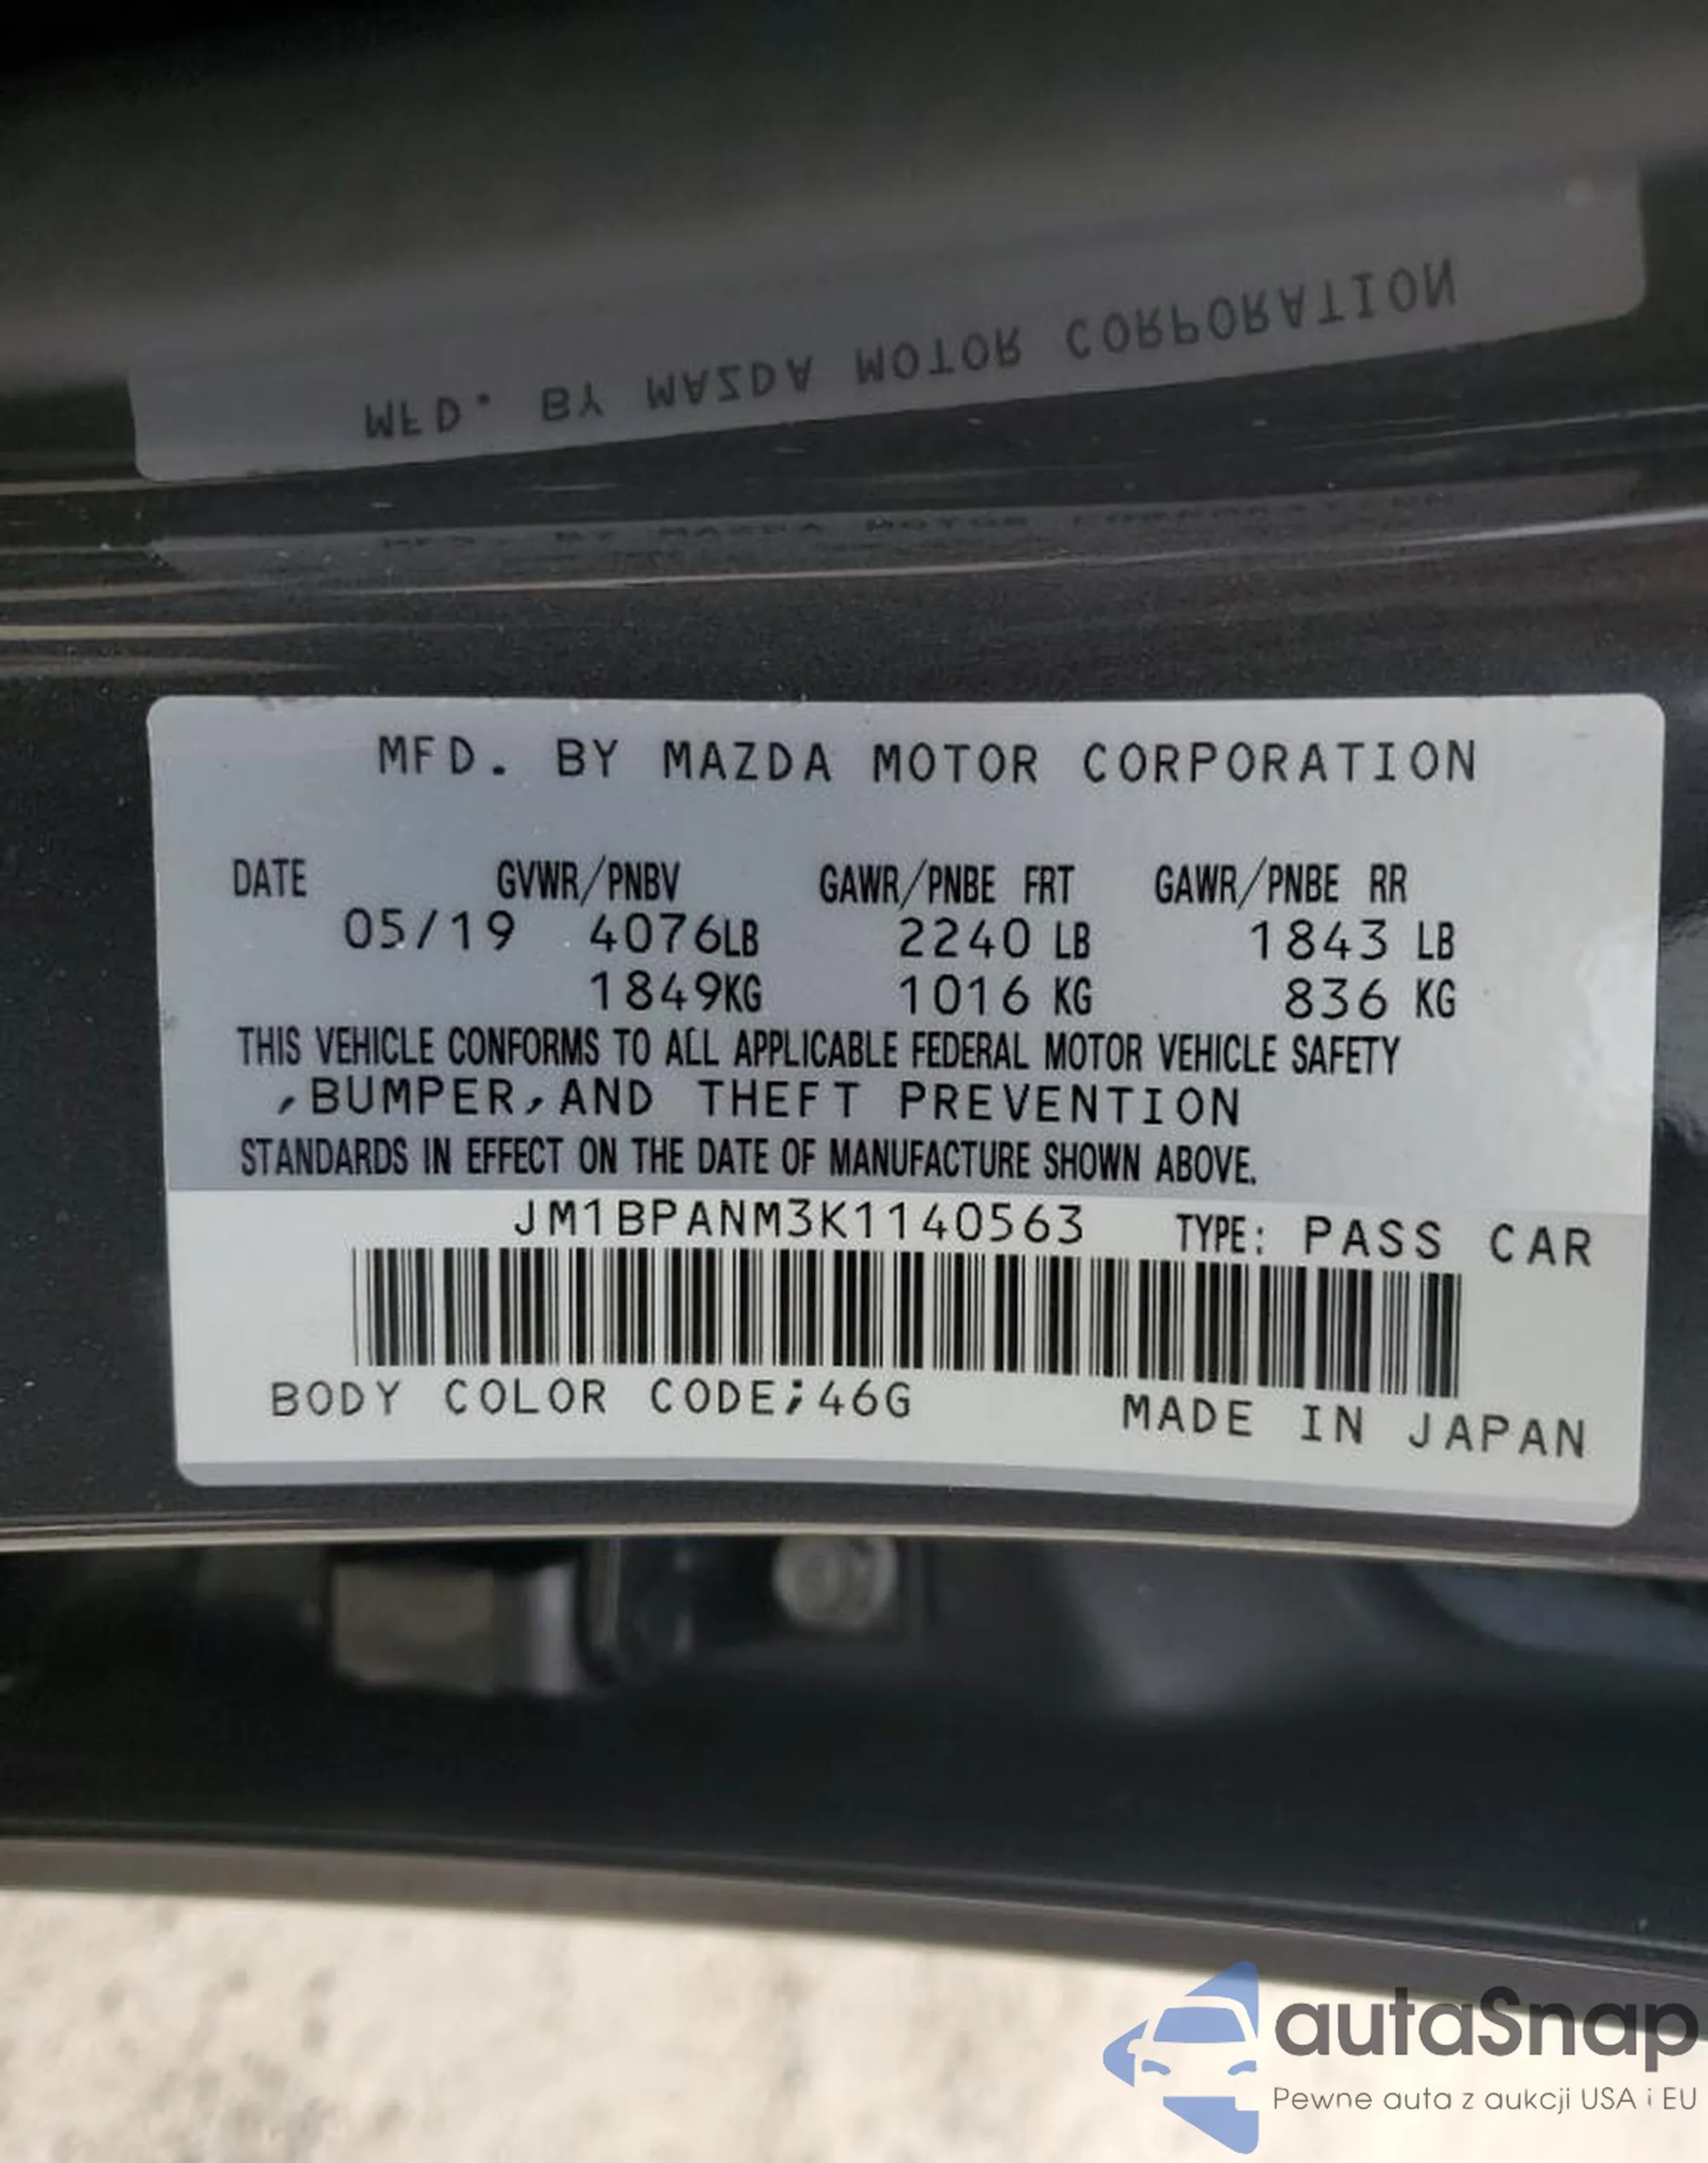 MFD. BY MAZDA MOTOR CORPORATION
MFD. BY MAZDA MOTOR CORPORATION
DATE GVWR/PNBV GAWR/PNBE FRT GAWR/PNBE RR
05/19 4076LB 2240 LB 1843 LB
1849KG 1016 KG 836 KG
THIS VEHICLE CONFORMS TO ALL APPLICABLE FEDERAL MOTOR VEHICLE SAFETY
,BUMPER,AND THEFT PREVENTION
STANDARDS IN EFFECT ON THE DATE OF MANUFACTURE SHOWN ABOVE.
JM1BPANM3K1140563 TYPE: PASS CAR
BODY COLOR CODE;46G MADE IN JAPAN
autaSnap
Pewne auta z aukcji USA i EU